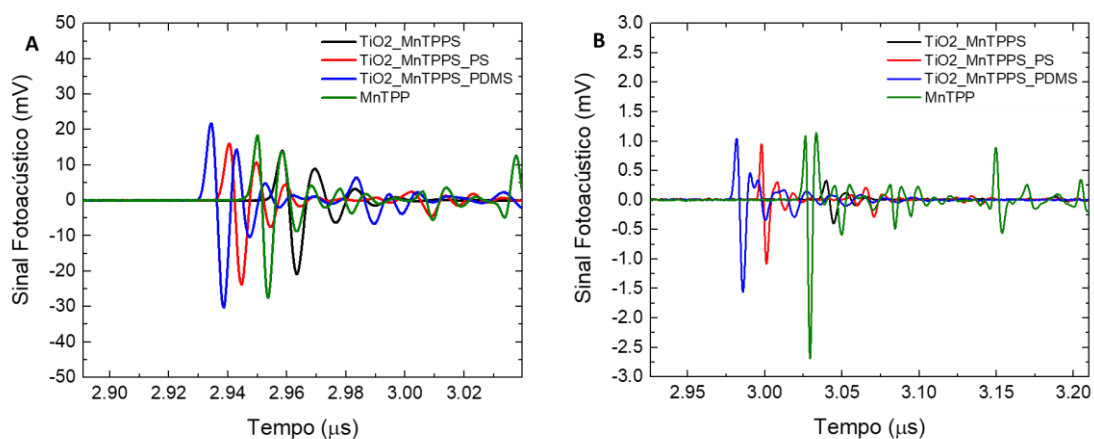 A
TiO2_MnTPPS
TiO2_MnTPPS_PS
TiO2_MnTPPS_PDMS
MnTPP
Sinal Fotoacústico (mV)
50
40
30
20
10
0
-10
-20
-30
-40
-50
2.90 2.92 2.94 2.96 2.98 3.00 3.02
Tempo (μs)
B
TiO2_MnTPPS
TiO2_MnTPPS_PS
TiO2_MnTPPS_PDMS
MnTPP
Sinal Fotoacústico (mV)
3.0
2.5
2.0
1.5
1.0
0.5
0.0
-0.5
-1.0
-1.5
-2.0
-2.5
-3.0
2.95 3.00 3.05 3.10 3.15 3.20
Tempo (μs)